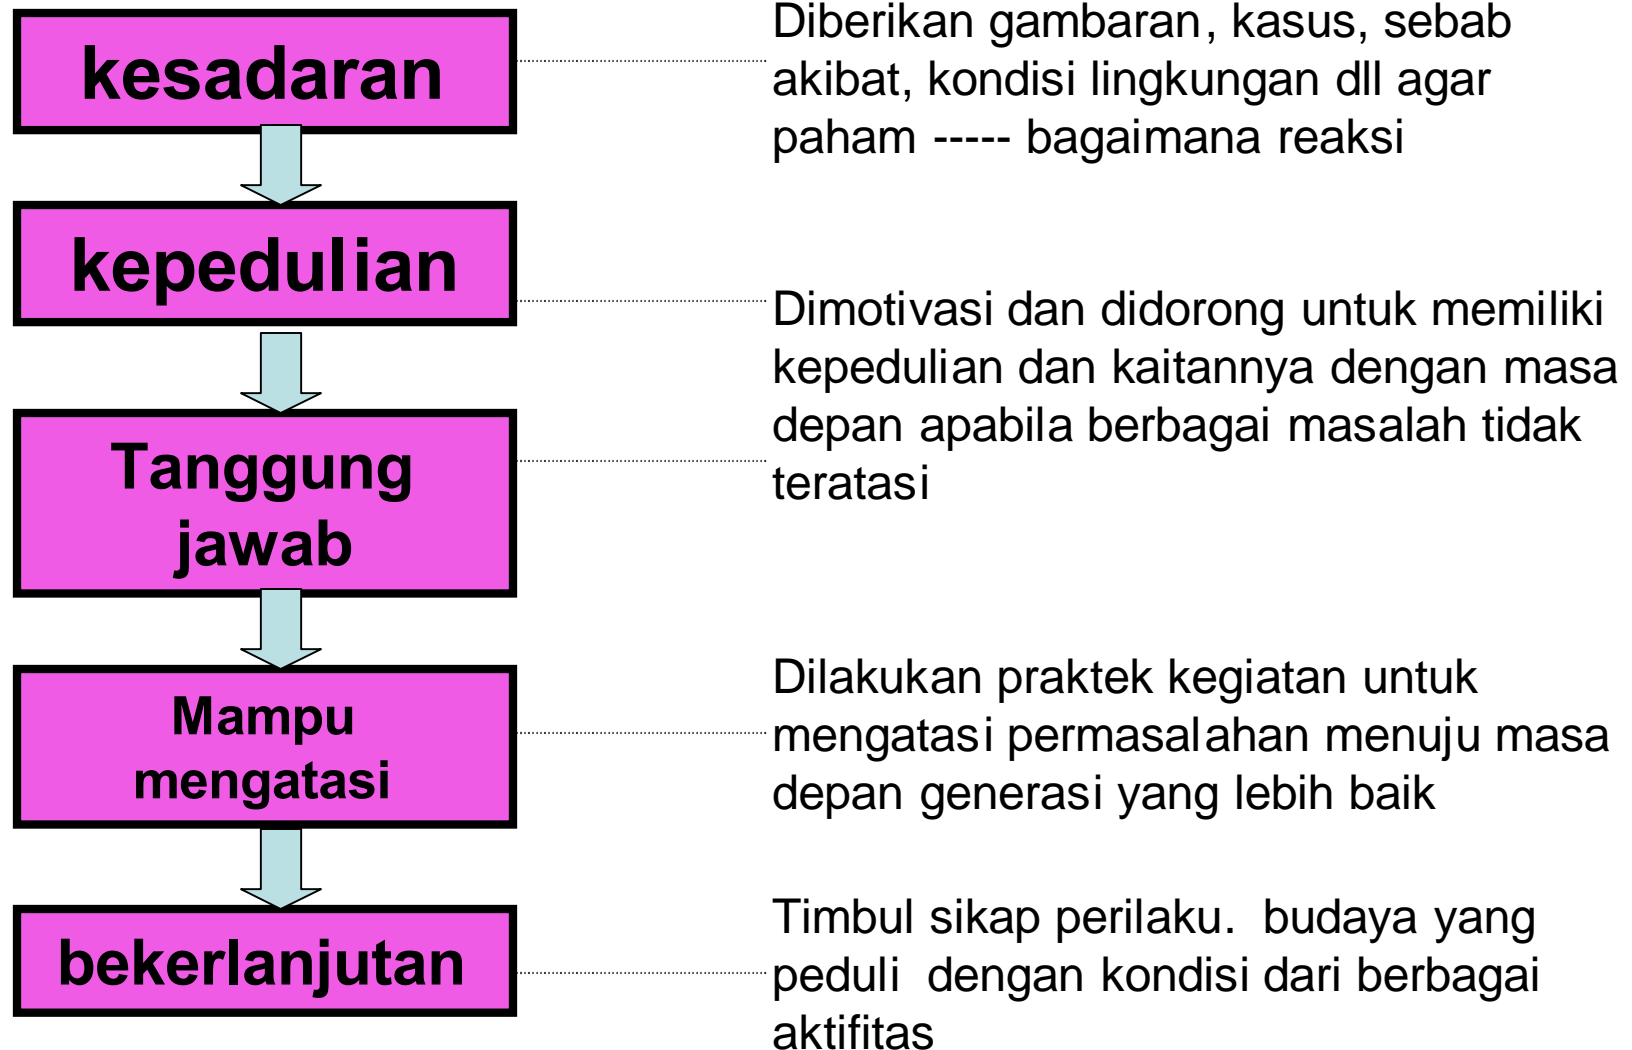 kesadaran
Diberikan gambaran, kasus, sebab
akibat, kondisi lingkungan dll agar
paham ----- bagaimana reaksi
kepedulian
Dimotivasi dan didorong untuk memiliki
kepedulian dan kaitannya dengan masa
depan apabila berbagai masalah tidak
teratasi
Tanggung
jawab
Mampu
mengatasi
Dilakukan praktek kegiatan untuk
mengatasi permasalahan menuju masa
depan generasi yang lebih baik
bekerlanjutan
Timbul sikap perilaku.  budaya yang
peduli  dengan kondisi dari berbagai
aktifitas